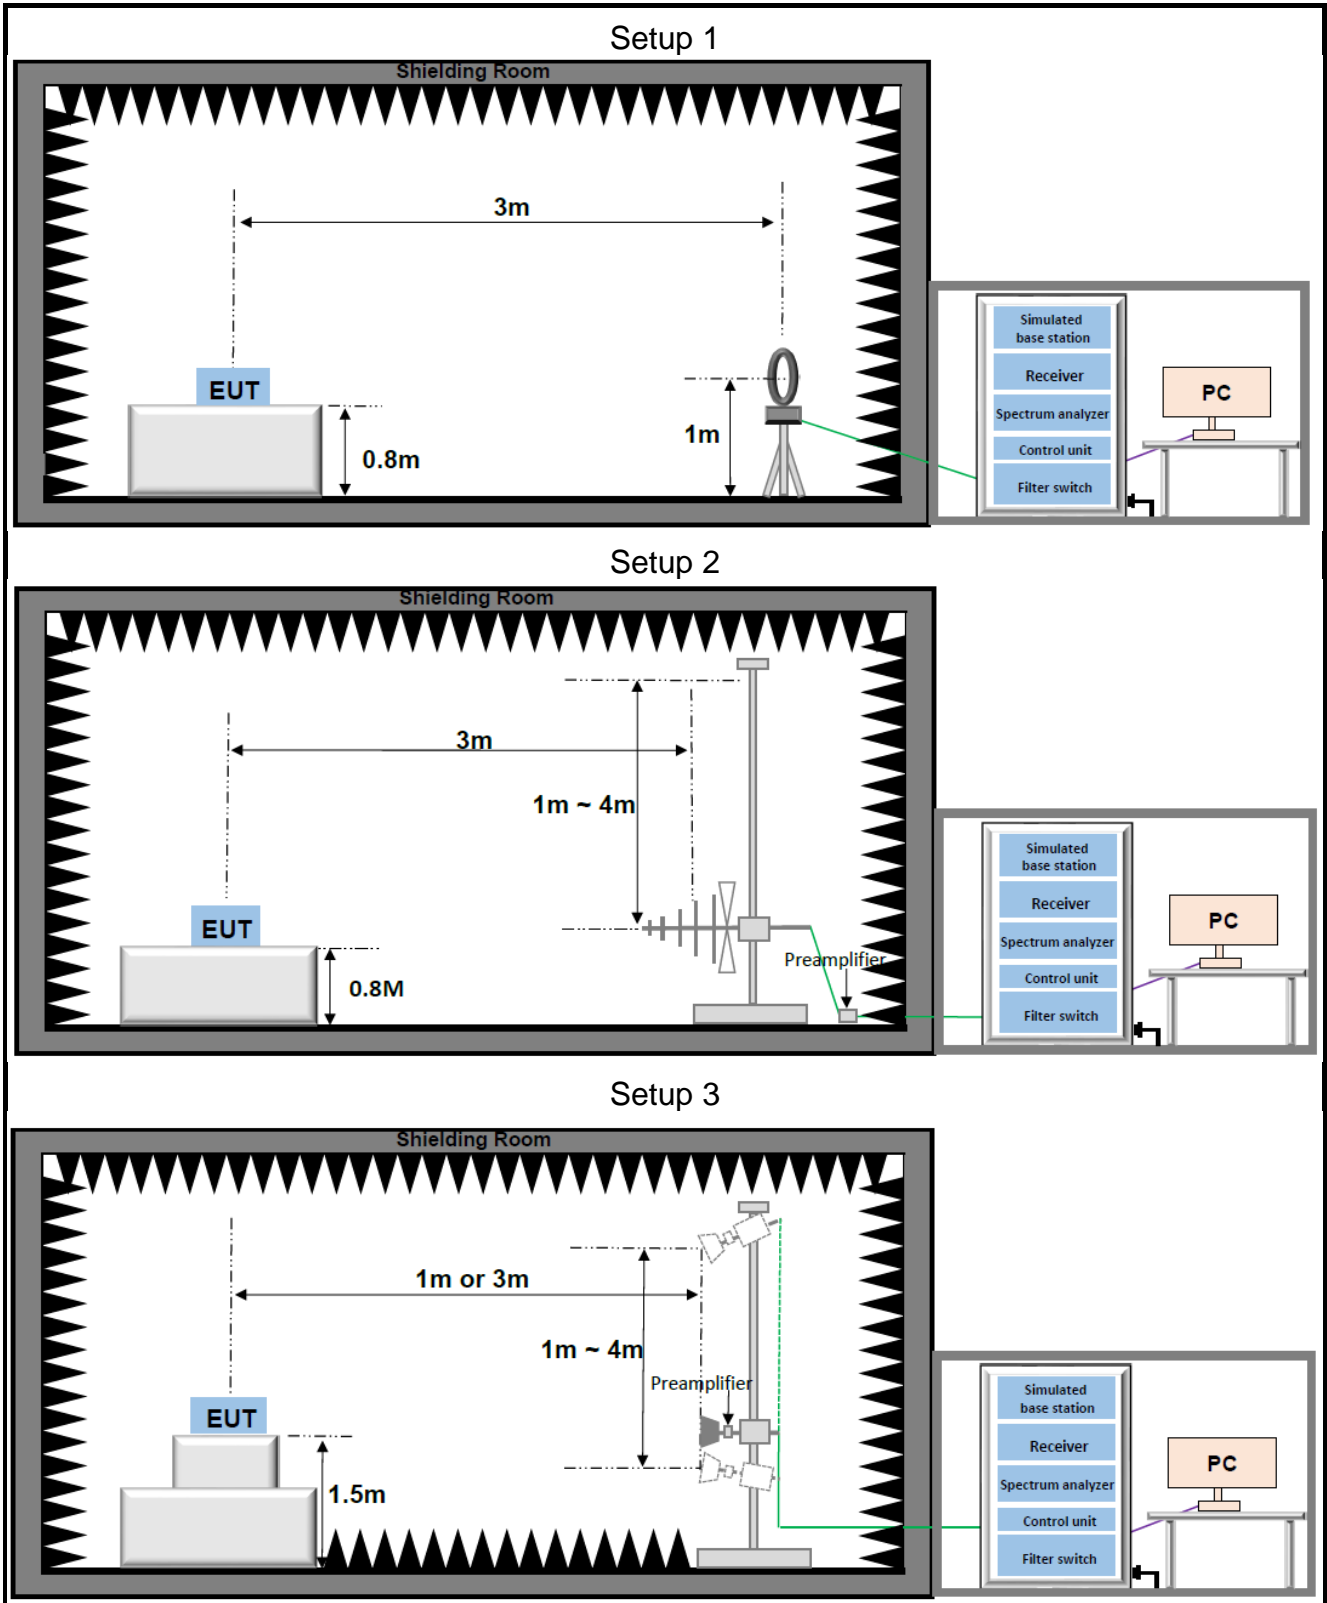 Setup 1
Shielding Room
3m
EUT
0.8m
1m
Simulated
base station
Receiver
Spectrum analyzer
Control unit
Filter switch
PC
Setup 2
Shielding Room
3m
1m ~ 4m
EUT
0.8M
Preamplifier
Simulated
base station
Receiver
Spectrum analyzer
Control unit
Filter switch
PC
Setup 3
Shielding Room
1m or 3m
1m ~ 4m
Preamplifier
EUT
1.5m
Simulated
base station
Receiver
Spectrum analyzer
Control unit
Filter switch
PC